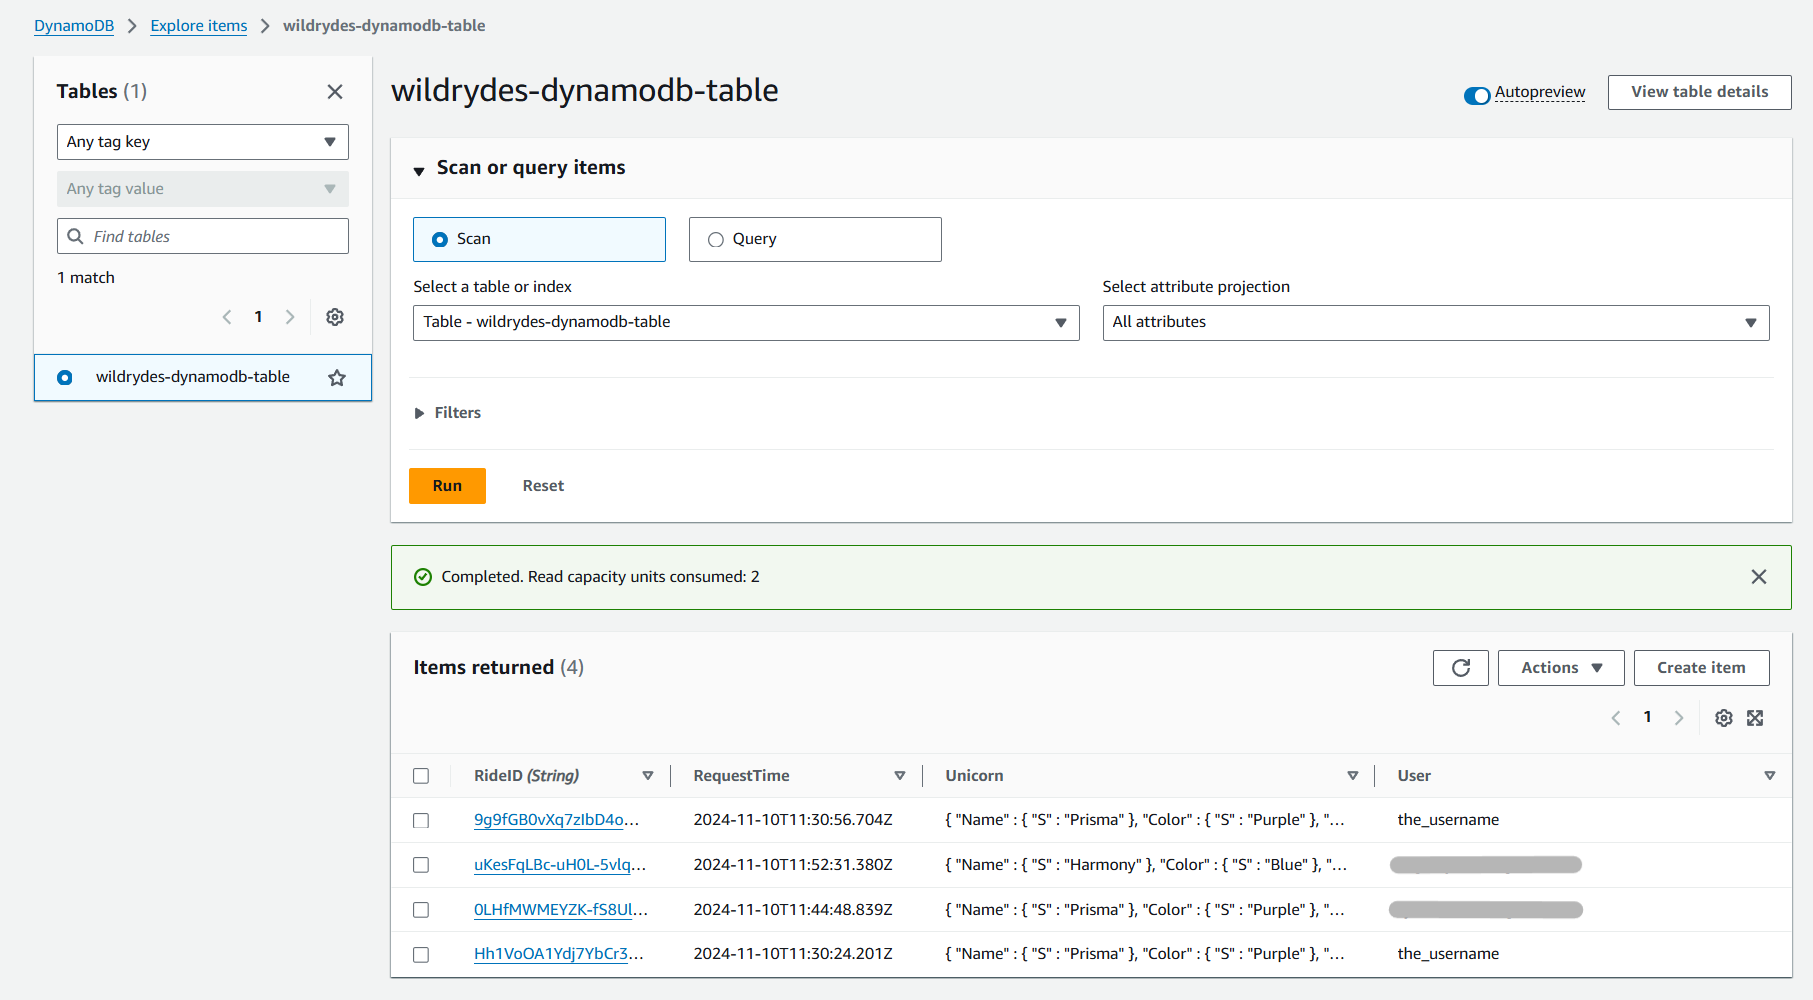 DynamoDB > Explore items > wildrydes-dynamodb-table
Tables (1)
Any tag key
Any tag value
Find tables
1 match
1
wildrydes-dynamodb-table
wildrydes-dynamodb-table
Autopreview
View table details
Scan or query items
Scan
Query
Select a table or index
Select attribute projection
Table - wildrydes-dynamodb-table
All attributes
Filters
Run
Reset
Completed. Read capacity units consumed: 2
Items returned (4)
Actions
Create item
1
RideID (String) RequestTime Unicorn User
9g9fGB0vXq7zIbD4o... 2024-11-10T11:30:56.704Z { "Name" : { "S" : "Prisma" }, "Color" : { "S" : "Purple" }, "... the_username
uKesFqLBc-uH0L-5vlq... 2024-11-10T11:52:31.380Z { "Name" : { "S" : "Harmony" }, "Color" : { "S" : "Blue" }, "...
0LHfMWMEYZK-fS8Ul... 2024-11-10T11:44:48.839Z { "Name" : { "S" : "Prisma" }, "Color" : { "S" : "Purple" }, "...
Hh1VoOA1Ydj7YbCr3... 2024-11-10T11:30:24.201Z { "Name" : { "S" : "Prisma" }, "Color" : { "S" : "Purple" }, "... the_username